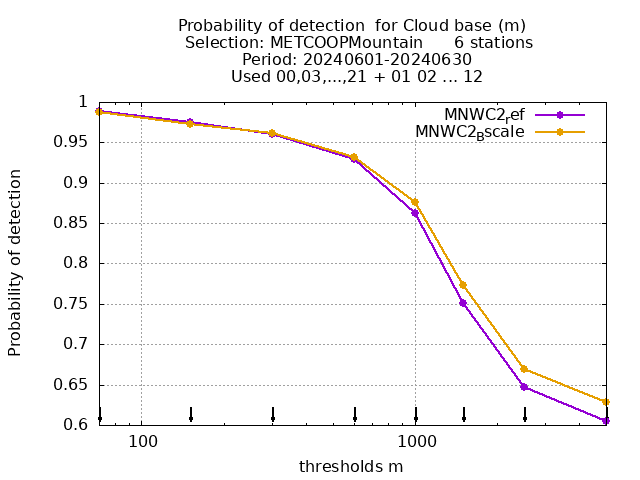 Probability of detection  for Cloud base (m)
Selection: METCOOPMountain      6 stations
Period: 20240601-20240630
Used 00,03,...,21 + 01 02 ... 12
MNWC2ref
MNWC2Bscale
1
0.95
0.9
0.85
0.8
0.75
0.7
0.65
0.6
100
1000
Probability of detection
thresholds m